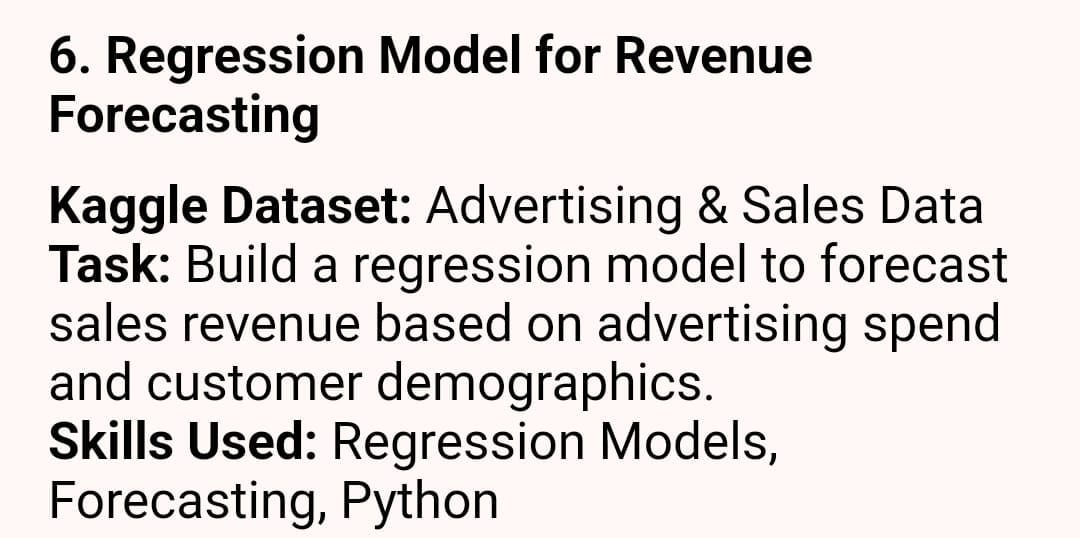 6. Regression Model for Revenue
Forecasting
Kaggle Dataset: Advertising & Sales Data
Task: Build a regression model to forecast
sales revenue based on advertising spend
and customer demographics.
Skills Used: Regression Models,
Forecasting, Python